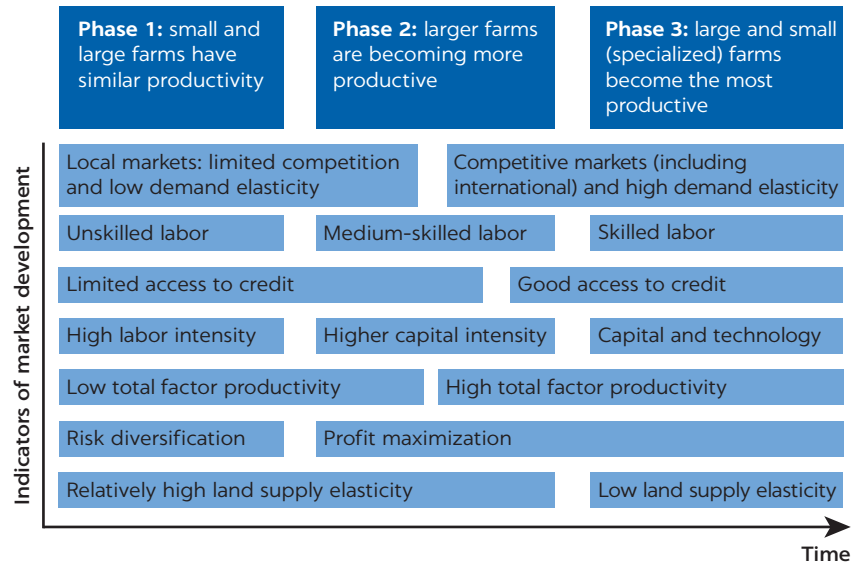 Phase 1: small and
large farms have
similar productivity
Phase 2: larger farms
are becoming more
productive
Phase 3: large and small
(specialized) farms
become the most
productive
Indicators of market development
Local markets: limited competition
and low demand elasticity
Competitive markets (including
international) and high demand elasticity
Unskilled labor
Medium-skilled labor
Skilled labor
Limited access to credit
Good access to credit
High labor intensity
Higher capital intensity
Capital and technology
Low total factor productivity
High total factor productivity
Risk diversification
Profit maximization
Relatively high land supply elasticity
Low land supply elasticity
Time